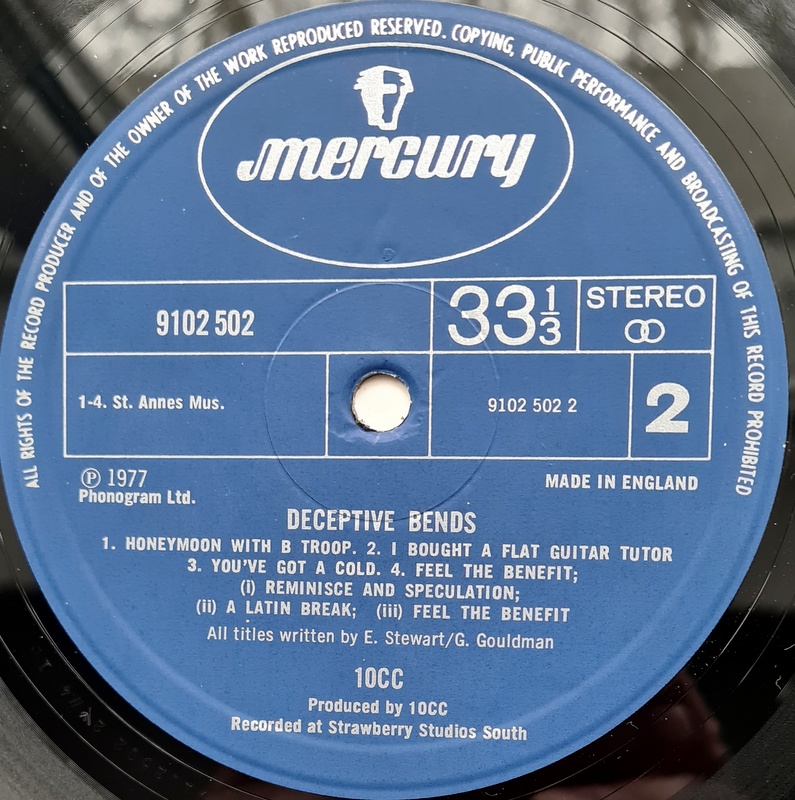 ALL RIGHTS OF THE RECORD PRODUCER AND OF THE OWNER OF THE WORK REPRODUCED RESERVED. COPYING, PUBLIC PERFORMANCE AND BROADCASTING OF THIS RECORD PROHIBITED
mercury
9102 502
33 1/3
STEREO
1-4. St. Annes Mus.
9102 502 2
2
Ⓟ 1977
Phonogram Ltd.
MADE IN ENGLAND
DECEPTIVE BENDS
1. HONEYMOON WITH B TROOP. 2. I BOUGHT A FLAT GUITAR TUTOR
3. YOU'VE GOT A COLD. 4. FEEL THE BENEFIT;
(i) REMINISCE AND SPECULATION;
(ii) A LATIN BREAK; (iii) FEEL THE BENEFIT
All titles written by E. Stewart/G. Gouldman
10CC
Produced by 10CC
Recorded at Strawberry Studios South